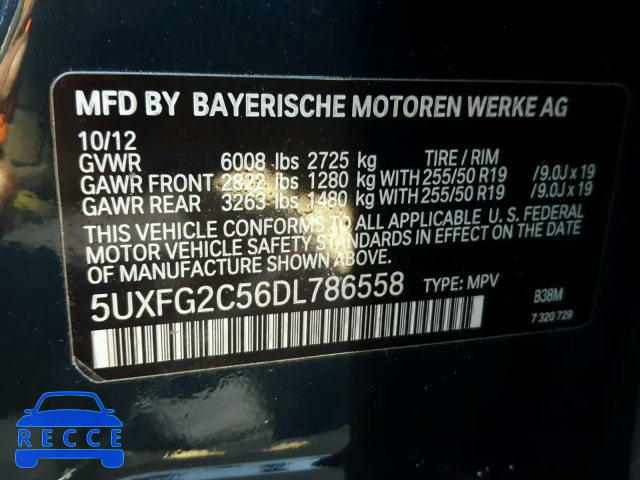 MFD BY BAYERISCHE MOTOREN WERKE AG
10/12
GVWR 6008 lbs 2725 kg TIRE / RIM
GAWR FRONT 2822 lbs 1280 kg WITH 255/50 R19 /9.0J x 19
GAWR REAR 3263 lbs 1480 kg WITH 255/50 R19 /9.0J x 19
THIS VEHICLE CONFORMS TO ALL APPLICABLE U. S. FEDERAL
MOTOR VEHICLE SAFETY STANDARDS IN EFFECT ON THE DATE
OF MANUFACTURE SHOWN ABOVE.
5UXFG2C56DL786558 TYPE: MPV B38M
7 320 729
RECCE